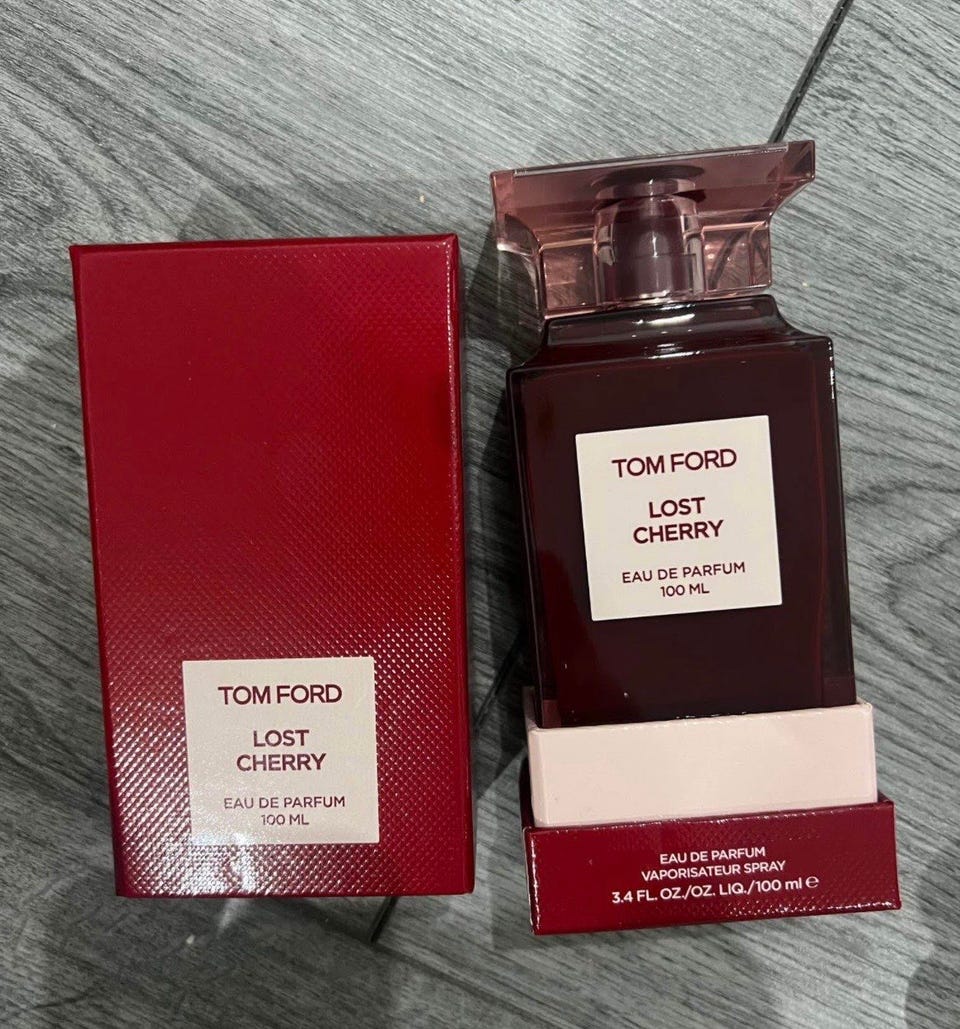 TOM FORD
LOST
CHERRY
EAU DE PARFUM
100 ML
TOM FORD
LOST
CHERRY
EAU DE PARFUM
100 ML
EAU DE PARFUM
VAPORISATEUR SPRAY
3.4 FL. OZ./OZ. LIQ./100 ml ℮